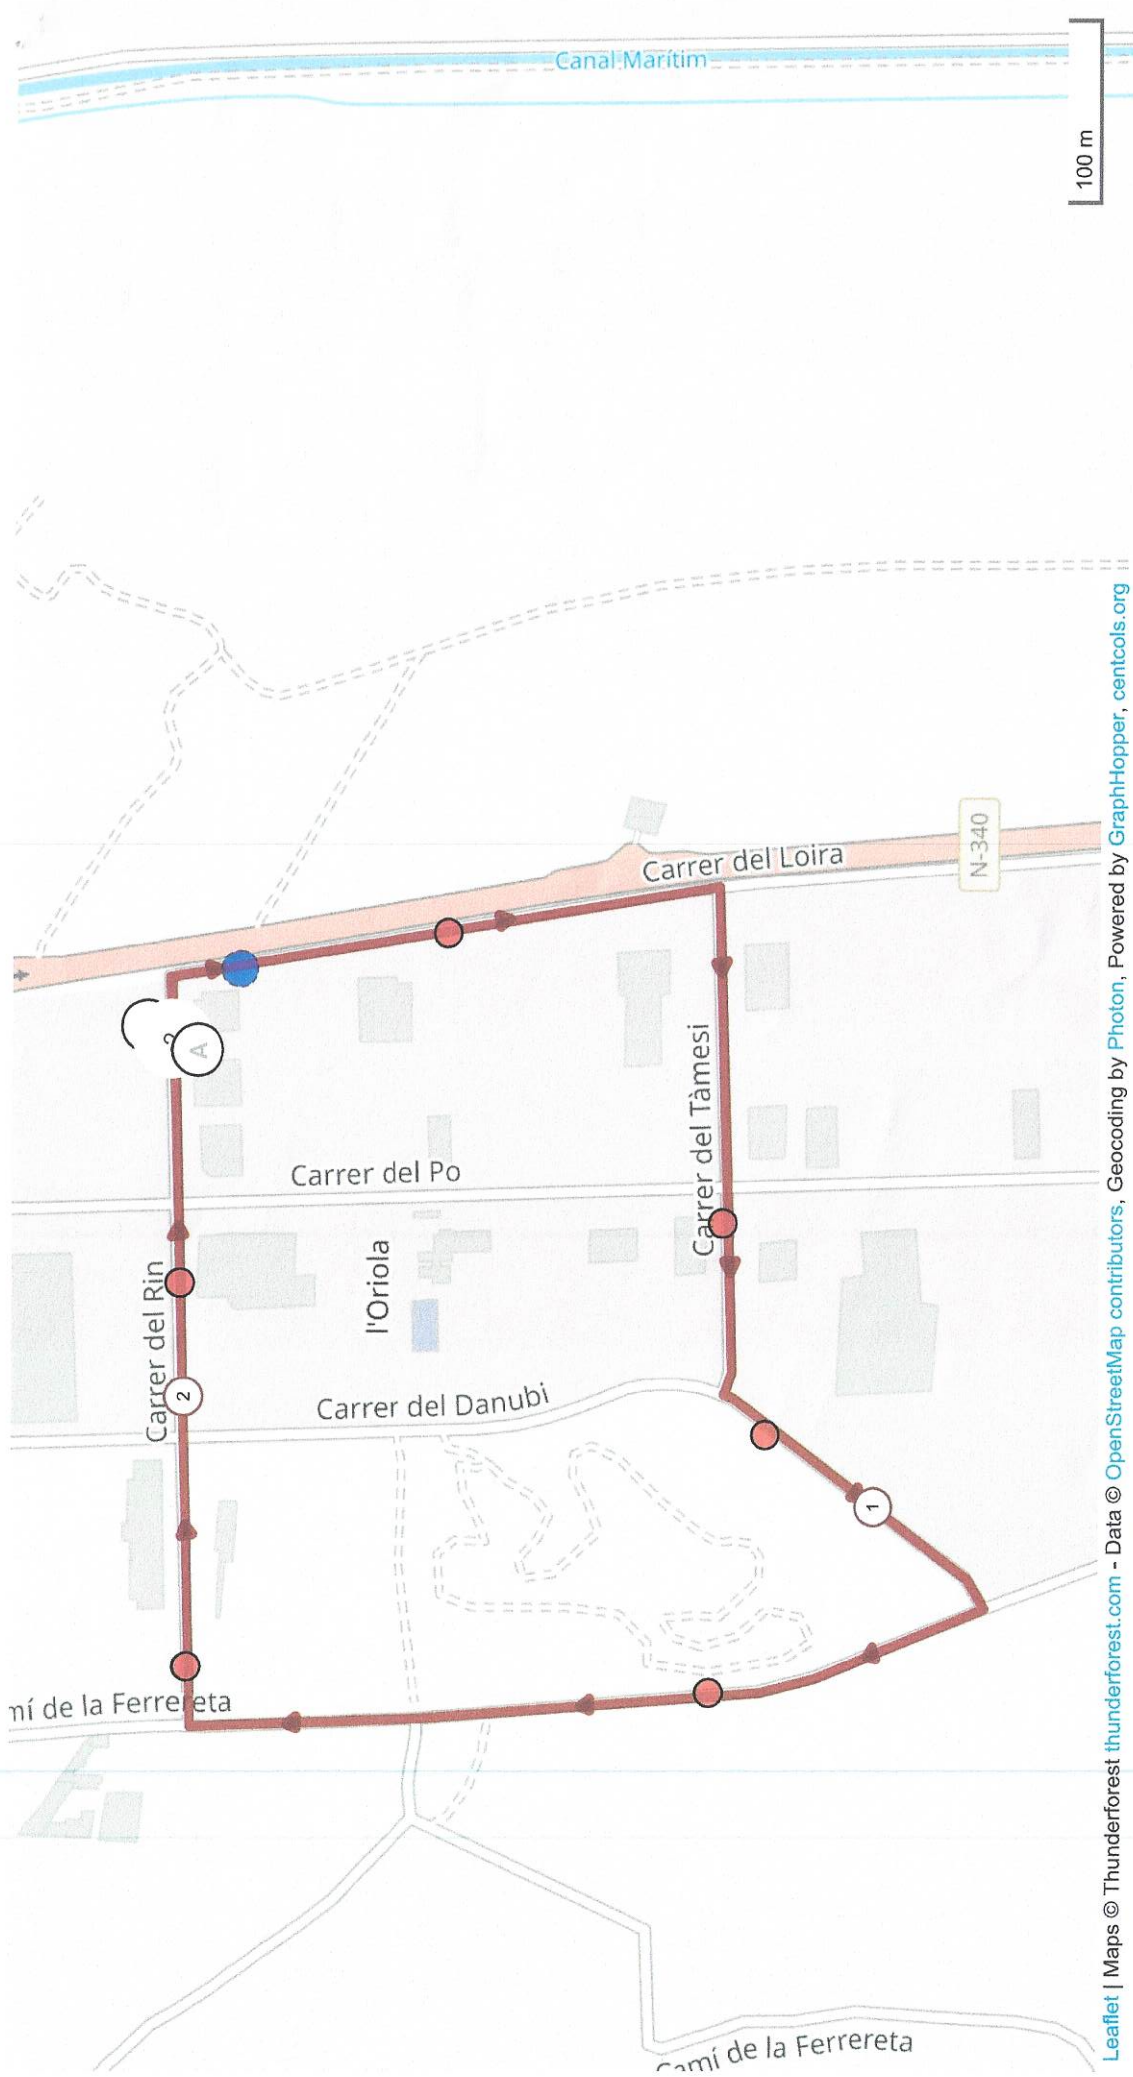 Canal Marítim
100 m
Carrer del Loira
N-340
A
Carrer del Tàmesi
Carrer del Po
Carrer del Rin
l'Oriola
2
Carrer del Danubi
1
mí de la Ferrereta
Camí de la Ferrereta
Leaflet | Maps © Thunderforest thunderforest.com - Data © OpenStreetMap contributors, Geocoding by Photon, Powered by GraphHopper, centcols.org